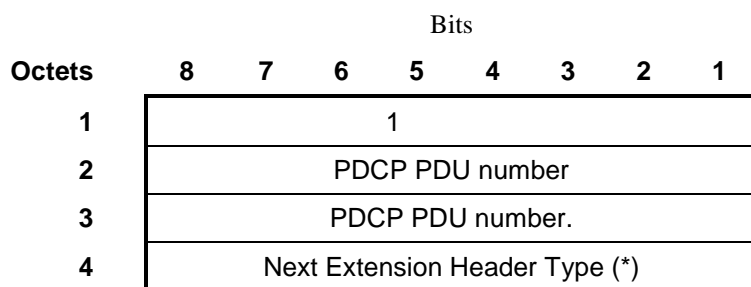 Bits
Octets 8 7 6 5 4 3 2 1
1 1
2 PDCP PDU number
3 PDCP PDU number.
4 Next Extension Header Type (*)